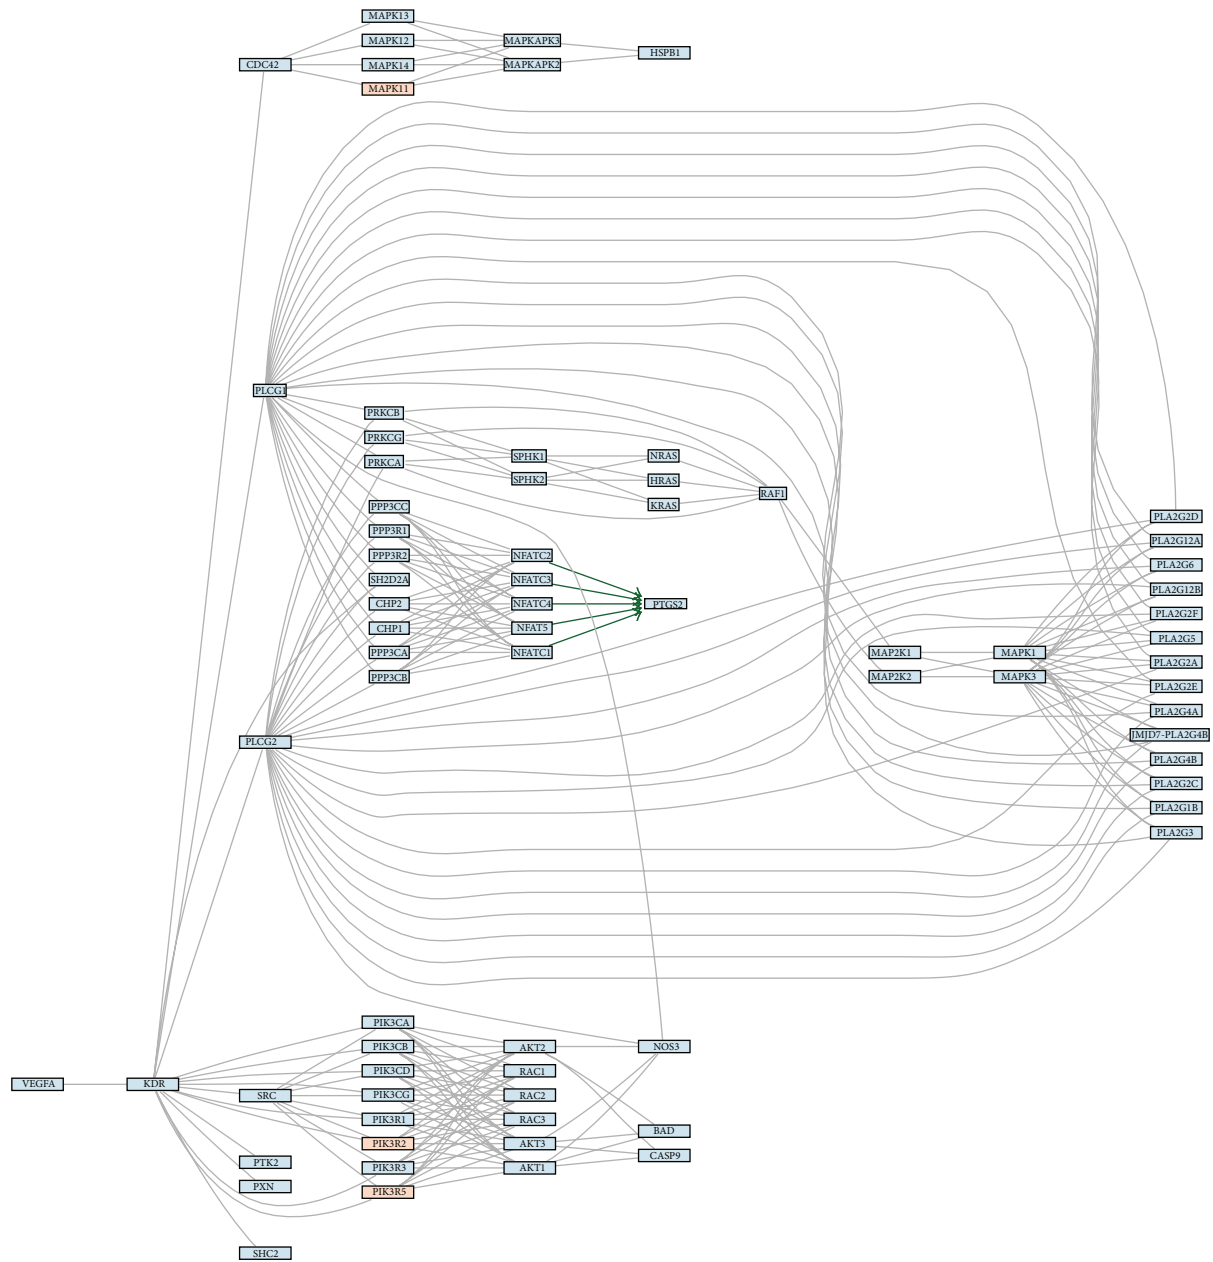 MAPK13
MAPK12
MAPKAPK3
HSPB1
CDC42
MAPK14
MAPKAPK2
MAPK11
PLCG1
PRKCB
PRKCG
PRKCA
SPHK1
NRAS
SPHK2
HRAS
RAF1
KRAS
PPP3CC
PPP3R1
PPP3R2
SH2D2A
CHP2
CHP1
PPP3CA
PPP3CB
NFATC2
NFATC3
NFATC4
NFAT5
NFATC1
PTGS2
MAP2K1
MAPK1
MAP2K2
MAPK3
PLA2G2D
PLA2G12A
PLA2G6
PLA2G12B
PLA2G2F
PLA2G5
PLA2G2A
PLA2G2E
PLA2G4A
JMJD7-PLA2G4B
PLA2G4B
PLA2G2C
PLA2G1B
PLA2G3
PLCG2
PIK3CA
PIK3CB
AKT2
NOS3
PIK3CD
RAC1
VEGFA
KDR
SRC
PIK3CG
RAC2
PIK3R1
RAC3
PIK3R2
AKT3
BAD
PTK2
PIK3R3
AKT1
CASP9
PXN
PIK3R5
SHC2